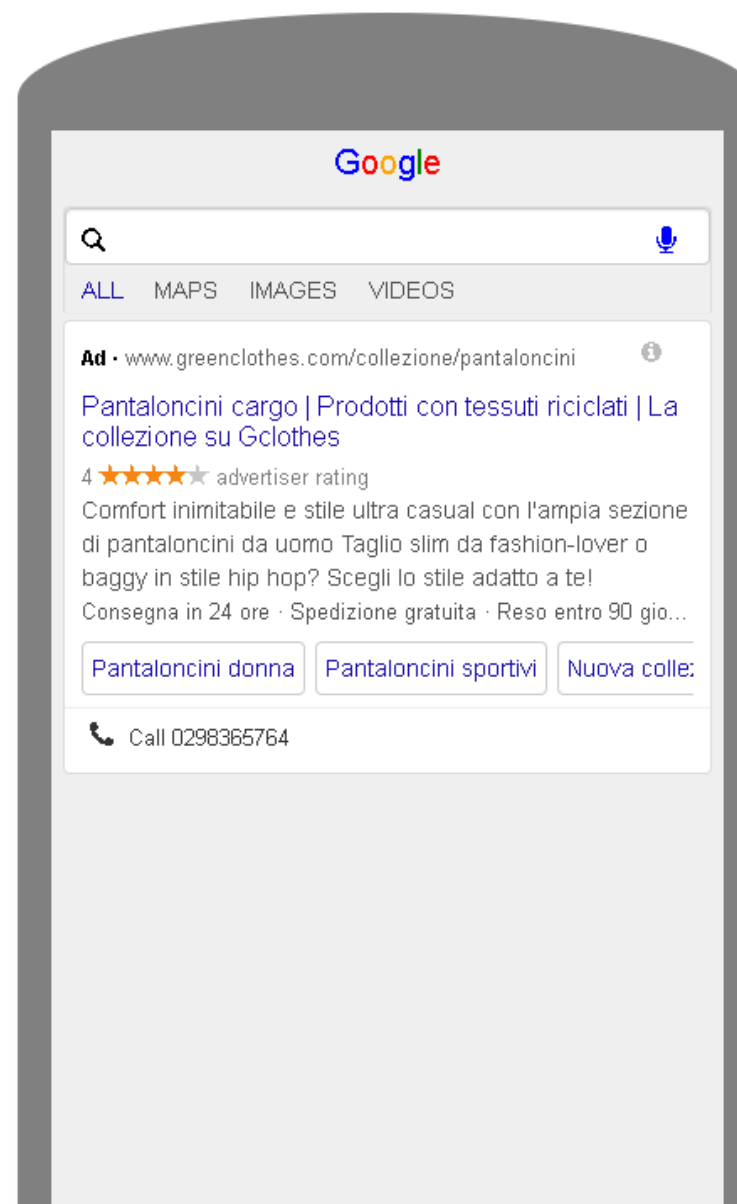 Google
ALL MAPS IMAGES VIDEOS
Ad · www.greenclothes.com/collezione/pantaloncini
Pantaloncini cargo | Prodotti con tessuti riciclati | La
collezione su Gclothes
4 advertiser rating
Comfort inimitabile e stile ultra casual con l'ampia sezione
di pantaloncini da uomo Taglio slim da fashion-lover o
baggy in stile hip hop? Scegli lo stile adatto a te!
Consegna in 24 ore · Spedizione gratuita · Reso entro 90 gio...
Pantaloncini donna Pantaloncini sportivi Nuova collez
Call 0298365764